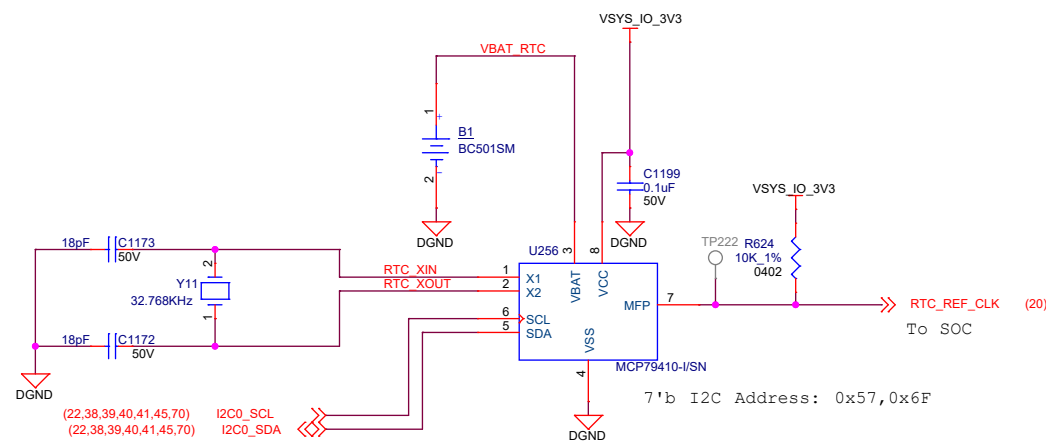 VSYS_IO_3V3
VBAT_RTC
1
+
B1
BC501SM
2
-
C1199
0.1uF
50V
VSYS_IO_3V3
DGND
DGND
TP222
R624
10K_1%
0402
18pF
C1173
50V
U256
3
8
2
Y11
32.768KHz
1
RTC_XIN
1
X1
VBAT
VCC
RTC_XOUT
2
X2
MFP
7
RTC_REF_CLK (20)
To SOC
6
SCL
5
SDA
VSS
18pF
C1172
50V
4
MCP79410-I/SN
DGND
7'b I2C Address: 0x57,0x6F
(22,38,39,40,41,45,70) I2C0_SCL
(22,38,39,40,41,45,70) I2C0_SDA
DGND